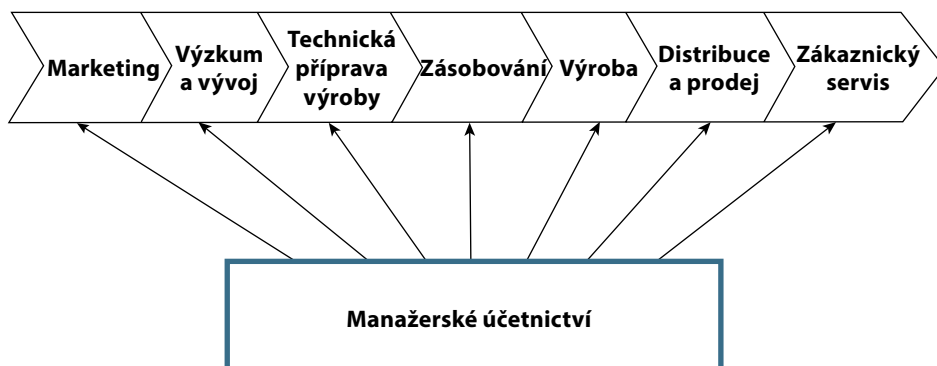 Marketing
Výzkum
a vývoj
Technická
příprava
výroby
Zásobování
Výroba
Distribuce
a prodej
Zákaznický
servis
Manažerské účetnictví